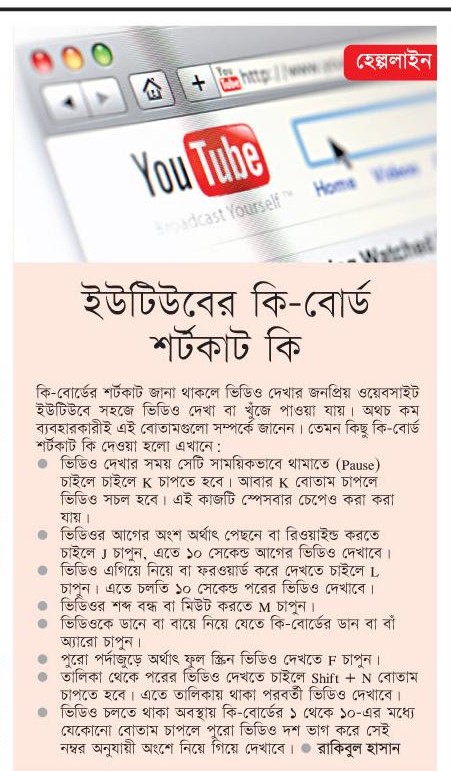 You Tube http://www.
হেল্পলাইন
YouTube
Broadcast Yourself™
Home Videos
Watched
ইউটিউবের কি-বোর্ড
শর্টকাট কি
কি-বোর্ডের শর্টকাট জানা থাকলে ভিডিও দেখার জনপ্রিয় ওয়েবসাইট
ইউটিউবে সহজে ভিডিও দেখা বা খুঁজে পাওয়া যায়। অথচ কম
ব্যবহারকারীই এই বোতামগুলো সম্পর্কে জানেন। তেমন কিছু কি-বোর্ড
শর্টকাট কি দেওয়া হলো এখানে :
● ভিডিও দেখার সময় সেটি সাময়িকভাবে থামাতে (Pause)
চাইলে চাইলে K চাপতে হবে। আবার K বোতাম চাপলে
ভিডিও সচল হবে। এই কাজটি স্পেসবার চেপেও করা করা
যায়।
● ভিডিওর আগের অংশ অর্থাৎ পেছনে বা রিওয়াইন্ড করতে
চাইলে J চাপুন, এতে ১০ সেকেন্ড আগের ভিডিও দেখাবে।
● ভিডিও এগিয়ে নিয়ে বা ফরওয়ার্ড করে দেখতে চাইলে L
চাপুন। এতে চলতি ১০ সেকেন্ড পরের ভিডিও দেখাবে।
● ভিডিওর শব্দ বন্ধ বা মিউট করতে M চাপুন।
● ভিডিওকে ডানে বা বায়ে নিয়ে যেতে কি-বোর্ডের ডান বা বাঁ
অ্যারো চাপুন।
● পুরো পর্দাজুড়ে অর্থাৎ ফুল স্ক্রিন ভিডিও দেখতে F চাপুন।
● তালিকা থেকে পরের ভিডিও দেখতে চাইলে Shift + N বোতাম
চাপতে হবে। এতে তালিকায় থাকা পরবর্তী ভিডিও দেখাবে।
● ভিডিও চলতে থাকা অবস্থায় কি-বোর্ডের ১ থেকে ১০-এর মধ্যে
যেকোনো বোতাম চাপলে পুরো ভিডিও দশ ভাগ করে সেই
নম্বর অনুযায়ী অংশে নিয়ে গিয়ে দেখাবে। ● রাকিবুল হাসান